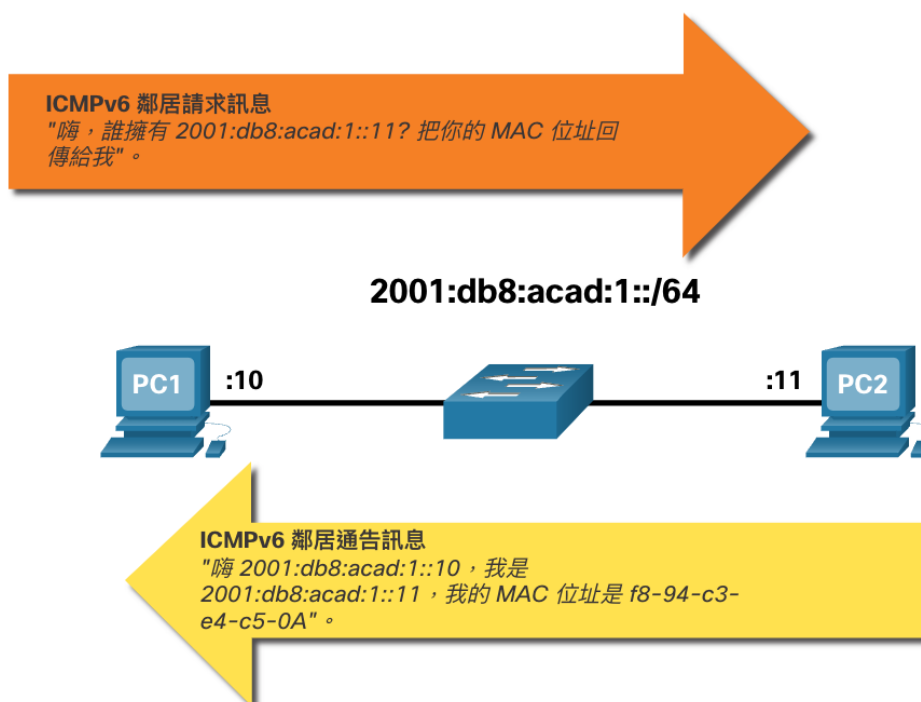 ICMPv6 鄰居請求訊息
"嗨，誰擁有 2001:db8:acad:1::11? 把你的 MAC 位址回
傳給我"。
2001:db8:acad:1::/64
PC1 :10 :11 PC2
ICMPv6 鄰居通告訊息
"嗨 2001:db8:acad:1::10，我是
2001:db8:acad:1::11，我的 MAC 位址是 f8-94-c3-
e4-c5-0A"。